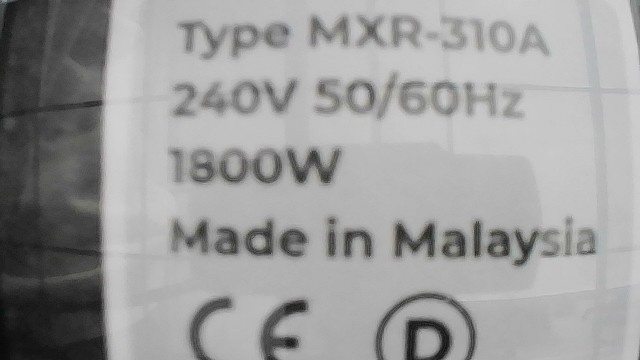 Type MXR-310A
240V 50/60Hz
1800W
Made in Malaysia
CE D